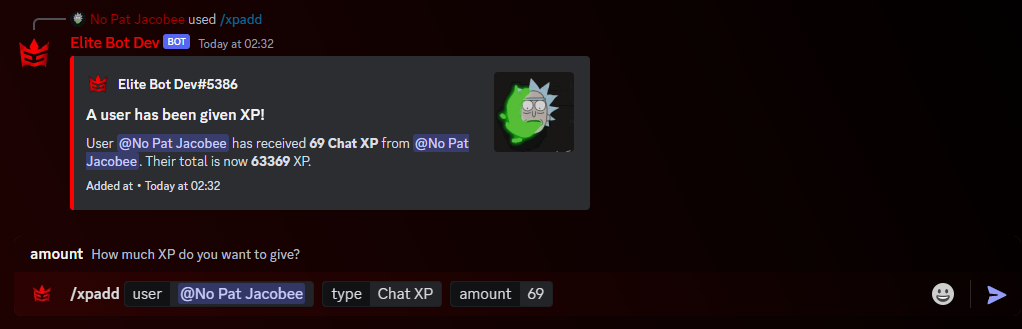 No Pat Jacobee used /xpadd
Elite Bot Dev BOT Today at 02:32
Elite Bot Dev#5386
A user has been given XP!
User @No Pat Jacobee has received 69 Chat XP from @No Pat
Jacobee. Their total is now 63369 XP.
Added at • Today at 02:32
amount How much XP do you want to give?
/xpadd user @No Pat Jacobee type Chat XP amount 69